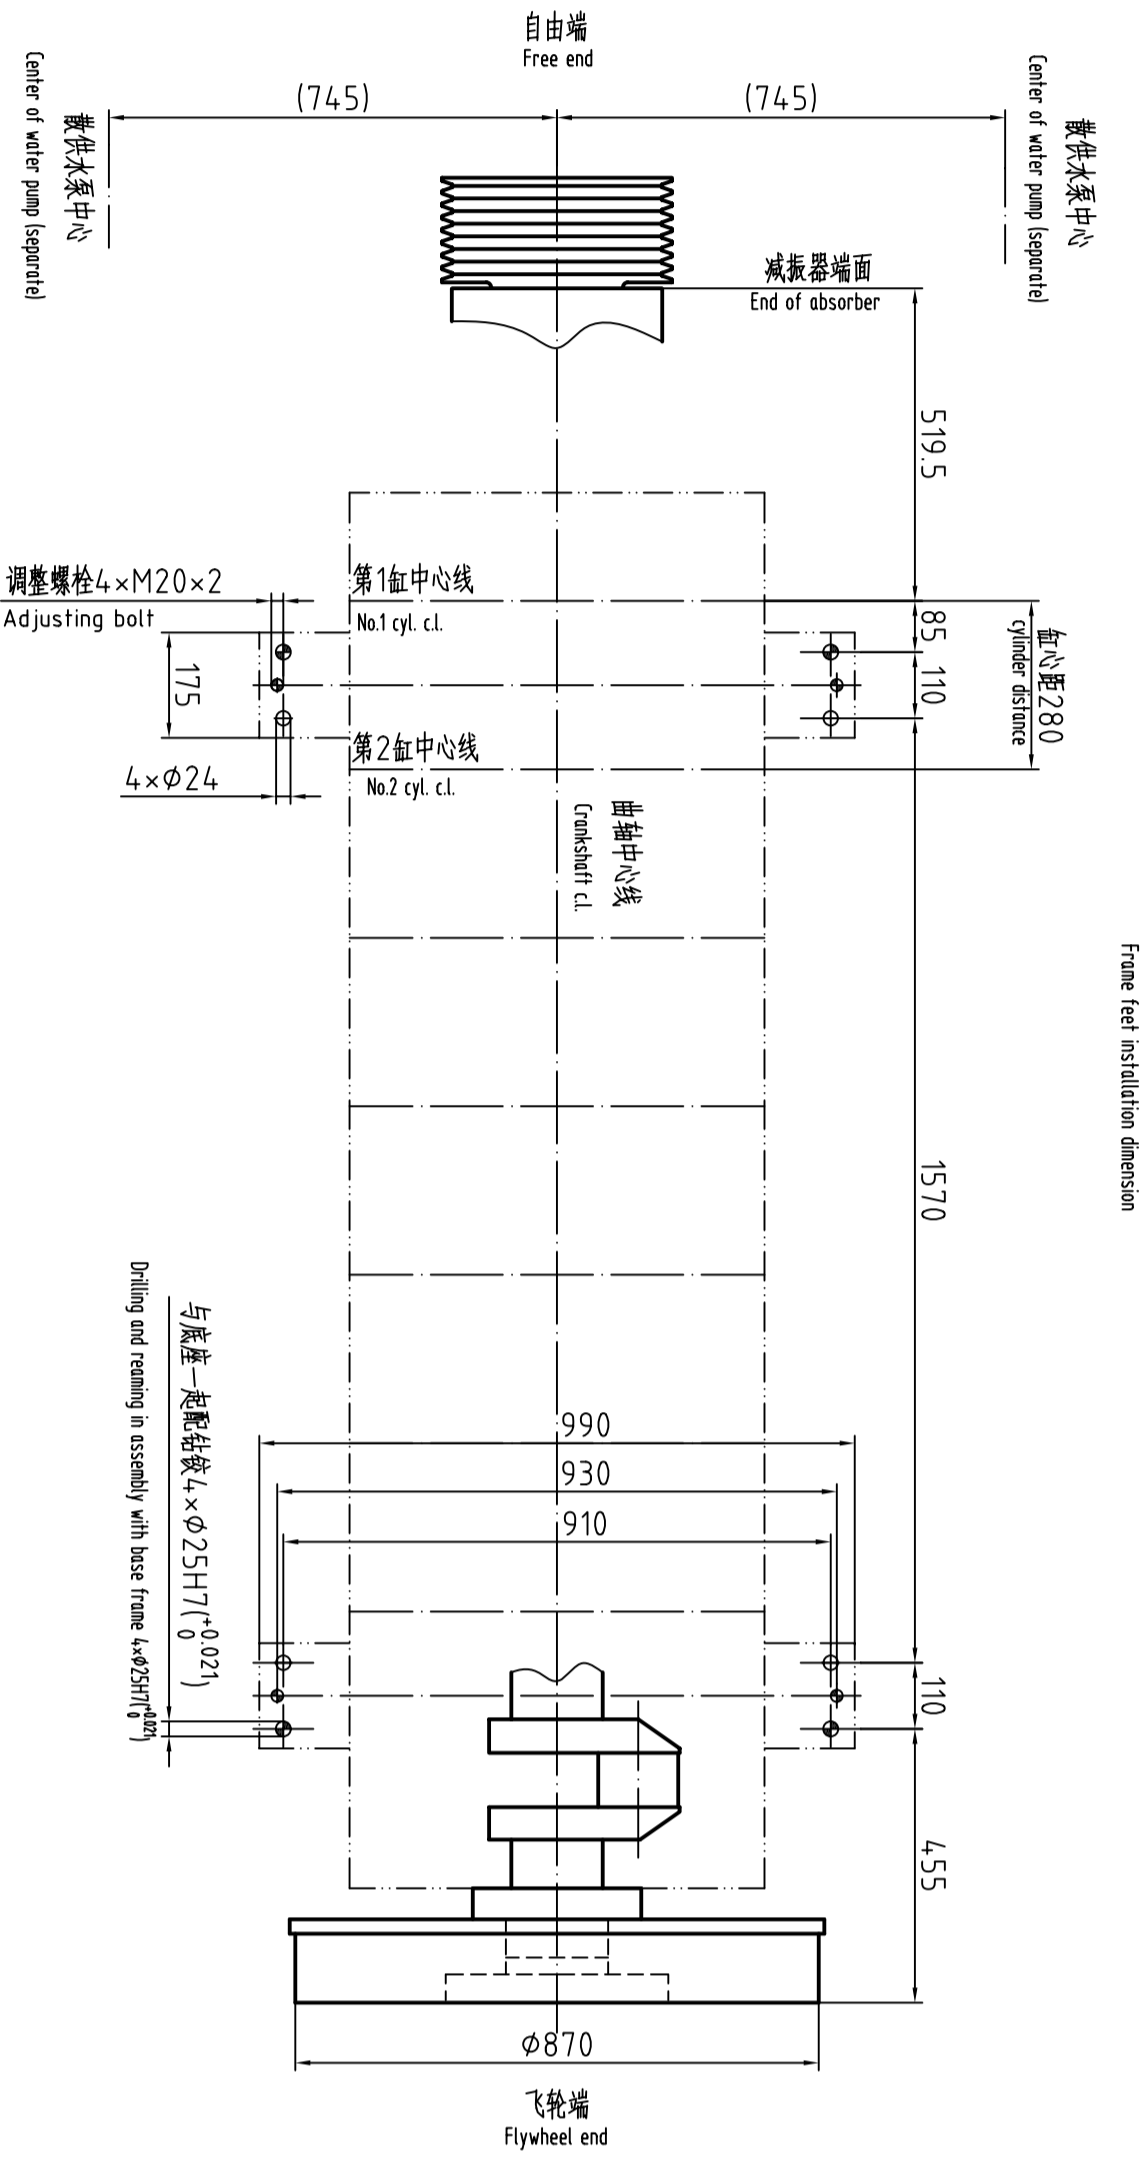 自由端
Free end
(745)
(745)
散供水泵中心
Center of water pump (separate)
散供水泵中心
Center of water pump (separate)
减振器端面
End of absorber
519.5
调整螺栓4×M20×2
Adjusting bolt
第1缸中心线
No.1 cyl. c.l.
85
110
缸心距280
cylinder distance
175
第2缸中心线
No.2 cyl. c.l.
4×Φ24
曲轴中心线
Crankshaft c.l.
Frame feet installation dimension
1570
与底座一起配钻铰4×Φ25H7(+0.021 0)
Drilling and reaming in assembly with base frame 4×Φ25H7(+0.021 0)
990
930
910
110
455
Φ870
飞轮端
Flywheel end